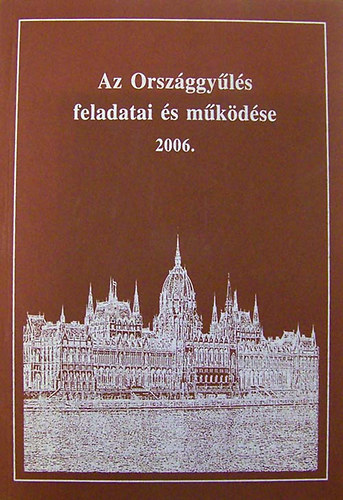 Az Országgyűlés
feladatai és működése
2006.